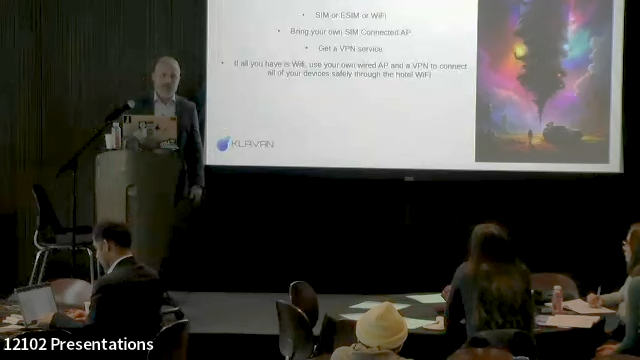 SIM or ESIM or WiFi
Bring your own SIM Connected AP
Get a VPN service
If all you have is Wifi, use your own wired AP and a VPN to connect
all of your devices safely through the hotel WiFi
KLAVAN
12102 Presentations